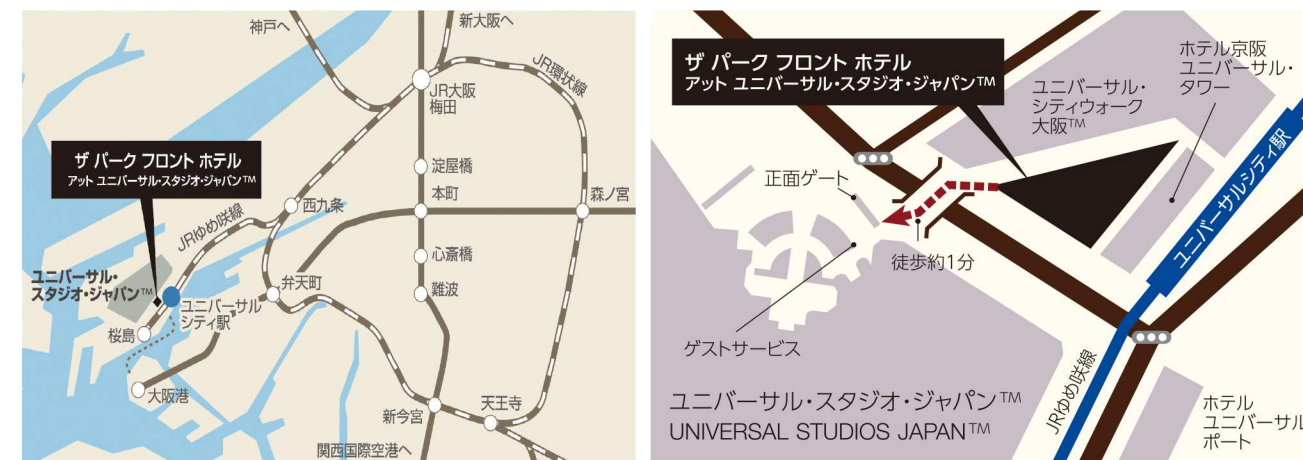 神戸へ
新大阪へ
JR環状線
JR大阪
梅田
ザ パーク フロント ホテル
アット ユニバーサル・スタジオ・ジャパン™
淀屋橋
本町
森ノ宮
西九条
JRゆめ咲線
心斎橋
ユニバーサル・
スタジオ・ジャパン™
弁天町
難波
ユニバーサル
シティ駅
桜島
大阪港
新今宮
天王寺
関西国際空港へ
ザ パーク フロント ホテル
アット ユニバーサル・スタジオ・ジャパン™
ホテル京阪
ユニバーサル・
タワー
ユニバーサル・
シティウォーク
大阪™
正面ゲート
徒歩約1分
ユニバーサルシティ駅
ゲストサービス
JRゆめ咲線
ユニバーサル・スタジオ・ジャパン™
UNIVERSAL STUDIOS JAPAN™
ホテル
ユニバーサル
ポート